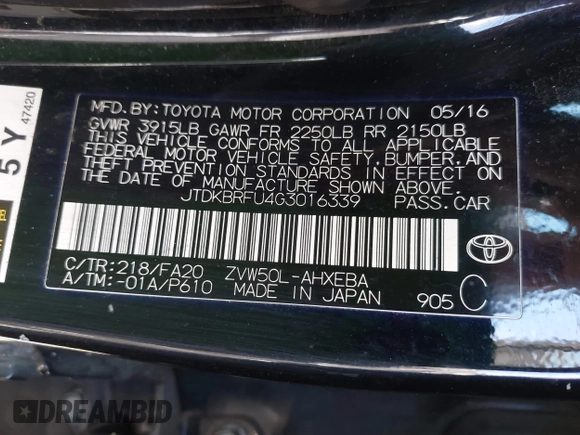 MFD.BY:TOYOTA MOTOR CORPORATION 05/16
GVWR 3915LB GAWR FR 2250LB RR 2150LB
THIS VEHICLE CONFORMS TO ALL APPLICABLE
FEDERAL MOTOR VEHICLE SAFETY,BUMPER,AND
THEFT PREVENTION STANDARDS IN EFFECT ON
THE DATE OF MANUFACTURE SHOWN ABOVE.
JTDKBRFU4G3016339 PASS.CAR
C/TR:218/FA20 ZVW50L-AHXEBA
A/TM:-01A/P610 MADE IN JAPAN 905 C
TOYOTA
5 Y
47420
DREAMBID